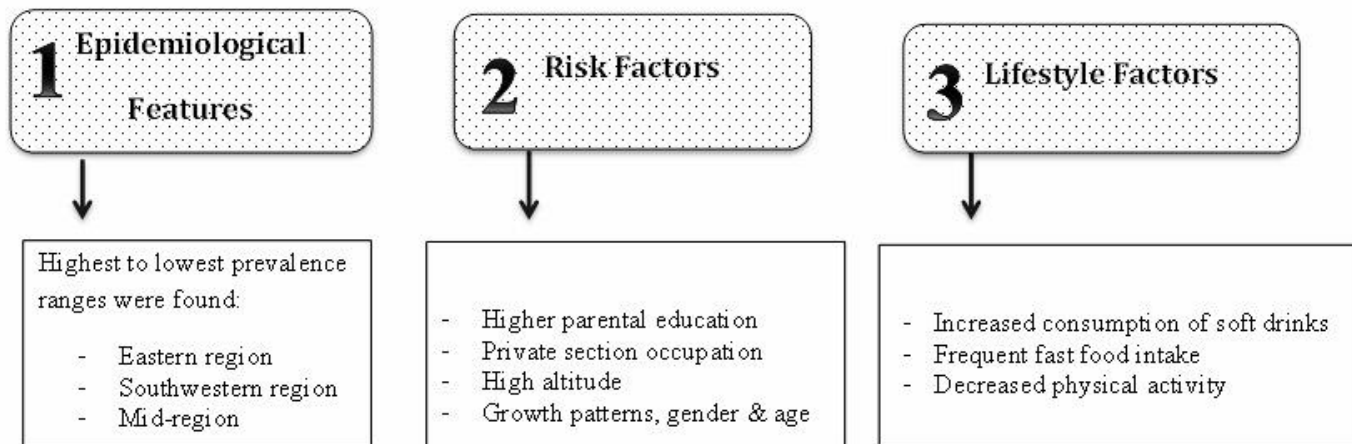 1 Epidemiological
Features
2 Risk Factors
3 Lifestyle Factors
Highest to lowest prevalence
ranges were found:
- Eastern region
- Southwestern region
- Mid-region
- Higher parental education
- Private section occupation
- High altitude
- Growth patterns, gender & age
- Increased consumption of soft drinks
- Frequent fast food intake
- Decreased physical activity